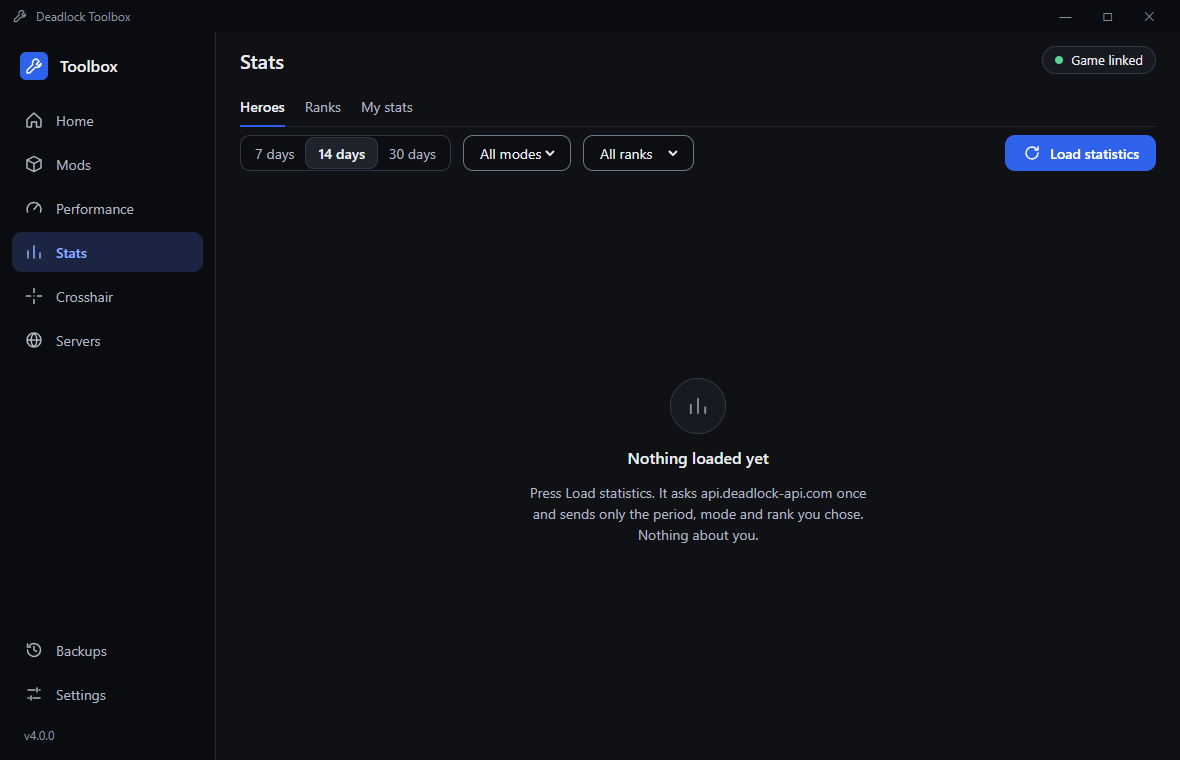 Deadlock Toolbox
Toolbox
Home
Mods
Performance
Stats
Crosshair
Servers
Backups
Settings
v4.0.0
Stats
Game linked
Heroes Ranks My stats
7 days 14 days 30 days All modes All ranks Load statistics
Nothing loaded yet
Press Load statistics. It asks api.deadlock-api.com once
and sends only the period, mode and rank you chose.
Nothing about you.